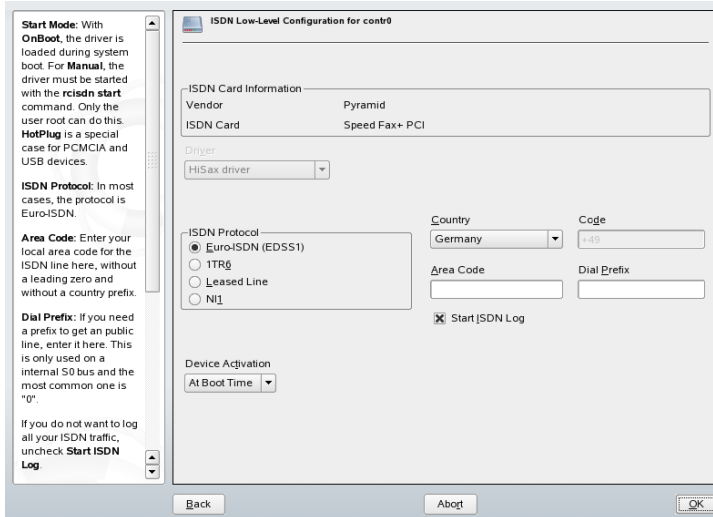 Start Mode: With
OnBoot, the driver is
loaded during system
boot. For Manual, the
driver must be started
with the rcisdn start
command. Only the
user root can do this.
HotPlug is a special
case for PCMCIA and
USB devices.
ISDN Protocol: In most
cases, the protocol is
Euro-ISDN.
Area Code: Enter your
local area code for the
ISDN line here, without
a leading zero and
without a country prefix.
Dial Prefix: If you need
a prefix to get an public
line, enter it here. This
is only used on a
internal S0 bus and the
most common one is
"0".
If you do not want to log
all your ISDN traffic,
uncheck Start ISDN
Log.
ISDN Low-Level Configuration for contr0
ISDN Card Information
Vendor Pyramid
ISDN Card Speed Fax+ PCI
Driver
HiSax driver
ISDN Protocol
Euro-ISDN (EDSS1)
1TR6
Leased Line
NI1
Country Code
Germany +49
Area Code Dial Prefix
Start ISDN Log
Device Activation
At Boot Time
Back Abort OK